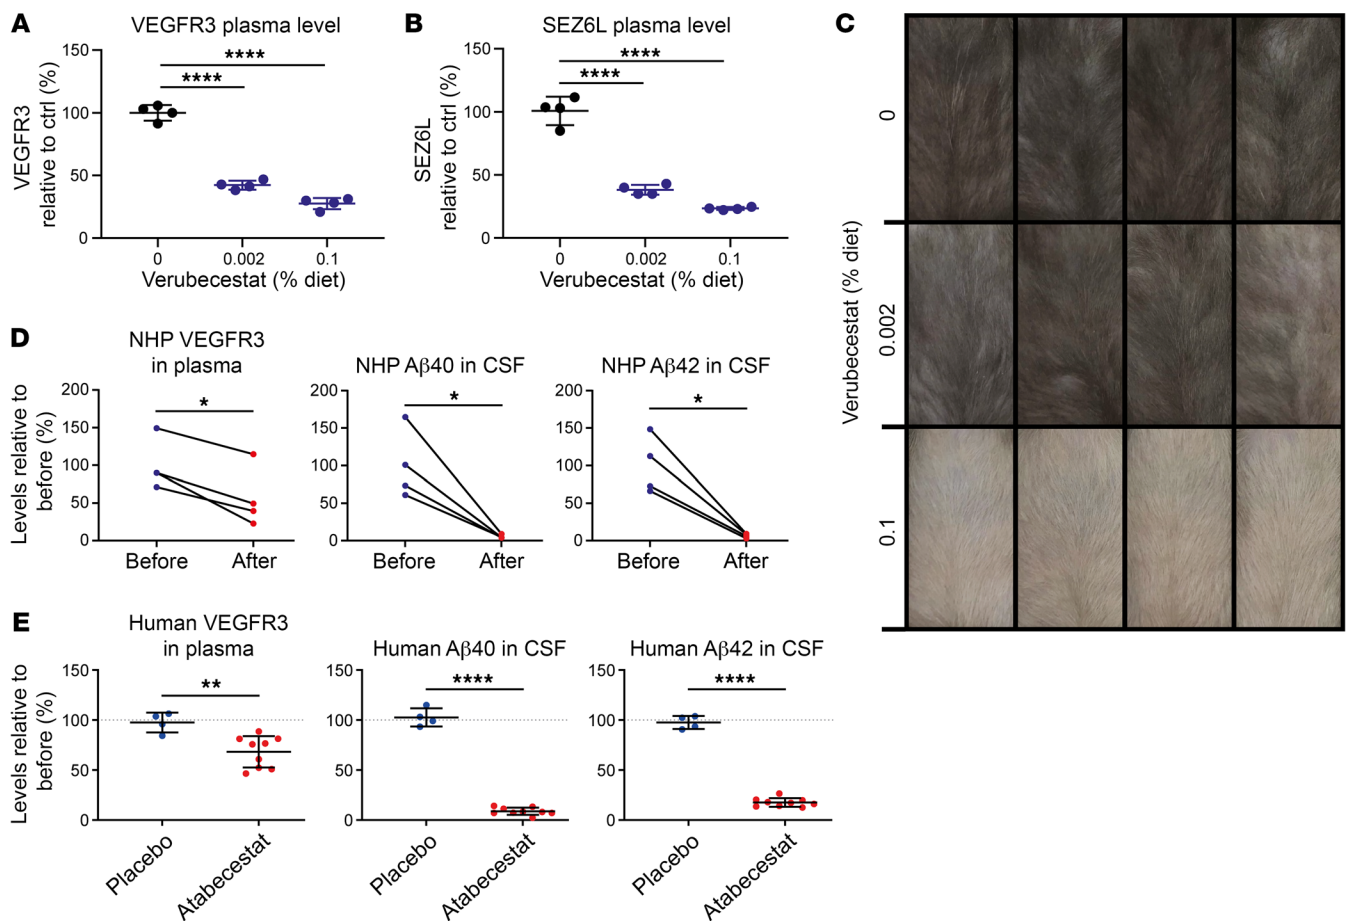 A
VEGFR3 plasma level
VEGFR3
relative to ctrl (%)
150
100
50
0
****
****
0
0.002
0.1
Verubecestat (% diet)
B
SEZ6L plasma level
SEZ6L
relative to ctrl (%)
150
100
50
0
****
****
0
0.002
0.1
Verubecestat (% diet)
C
Verubecestat (% diet)
0
0.002
0.1
D
NHP VEGFR3
in plasma
Levels relative to
before (%)
200
150
100
50
0
*
Before
After
NHP Aβ40 in CSF
200
150
100
50
0
*
Before
After
NHP Aβ42 in CSF
200
150
100
50
0
*
Before
After
E
Human VEGFR3
in plasma
Levels relative to
before (%)
150
100
50
0
**
Placebo
Atabecestat
Human Aβ40 in CSF
150
100
50
0
****
Placebo
Atabecestat
Human Aβ42 in CSF
150
100
50
0
****
Placebo
Atabecestat